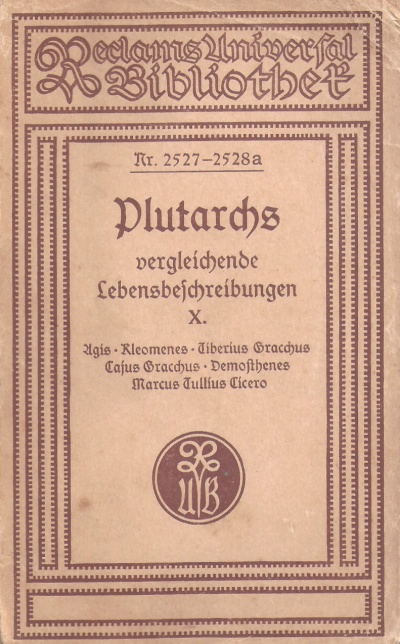 Reclams Universal
Bibliothek
Nr. 2527–2528a
Plutarchs
vergleichende
Lebensbeſchreibungen
X.
Agis · Kleomenes · Tiberius Gracchus
Cajus Gracchus · Demoſthenes
Marcus Tullius Cicero
R
U B